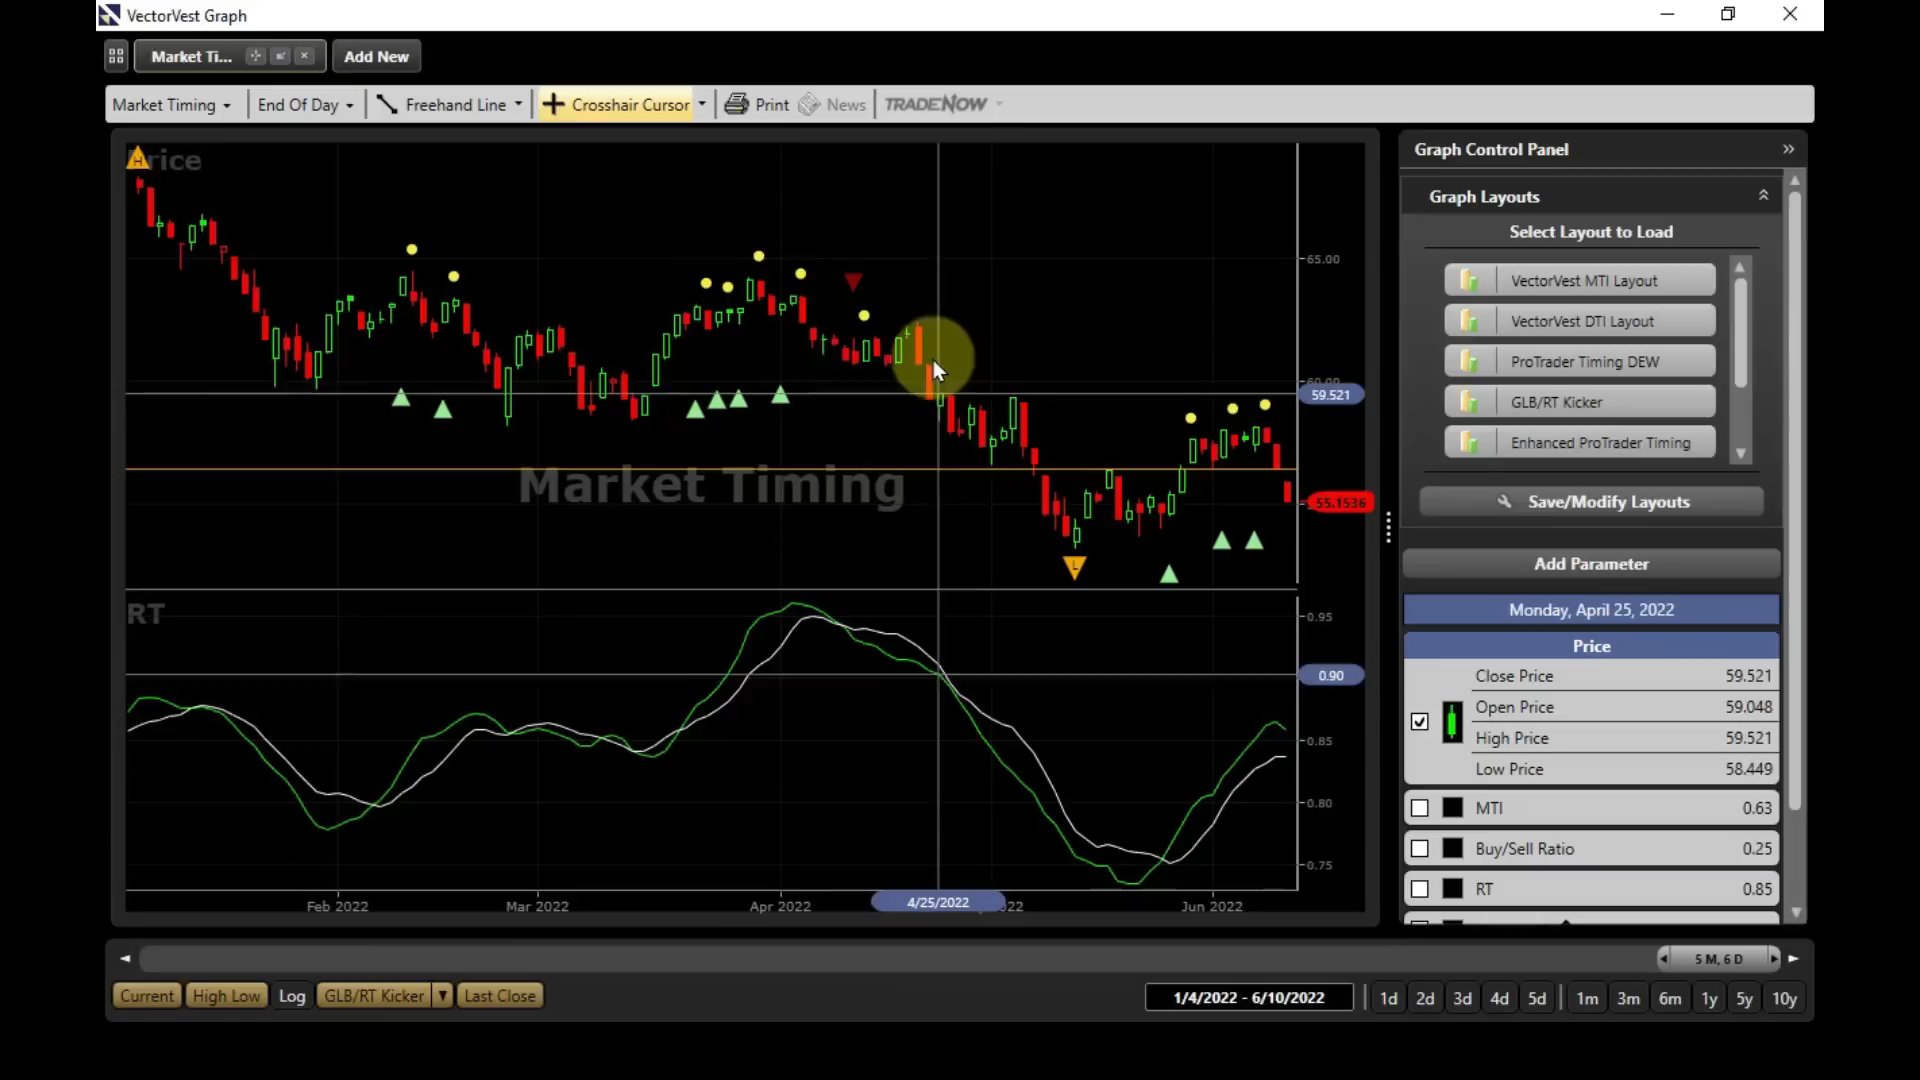 VectorVest Graph
Market Ti...
Add New
Market Timing
End Of Day
Freehand Line
Crosshair Cursor
Print
News
TRADENOW
Price
H
65.00
60.00
59.521
Market Timing
55.1536
L
RT
0.95
0.90
0.85
0.80
0.75
Feb 2022
Mar 2022
Apr 2022
4/25/2022
Jun 2022
Graph Control Panel
Graph Layouts
Select Layout to Load
VectorVest MTI Layout
VectorVest DTI Layout
ProTrader Timing DEW
GLB/RT Kicker
Enhanced ProTrader Timing
Save/Modify Layouts
Add Parameter
Monday, April 25, 2022
Price
Close Price 59.521
Open Price 59.048
High Price 59.521
Low Price 58.449
MTI 0.63
Buy/Sell Ratio 0.25
RT 0.85
5 M, 6 D
Current
High Low
Log
GLB/RT Kicker
Last Close
1/4/2022 - 6/10/2022
1d 2d 3d 4d 5d 1m 3m 6m 1y 5y 10y